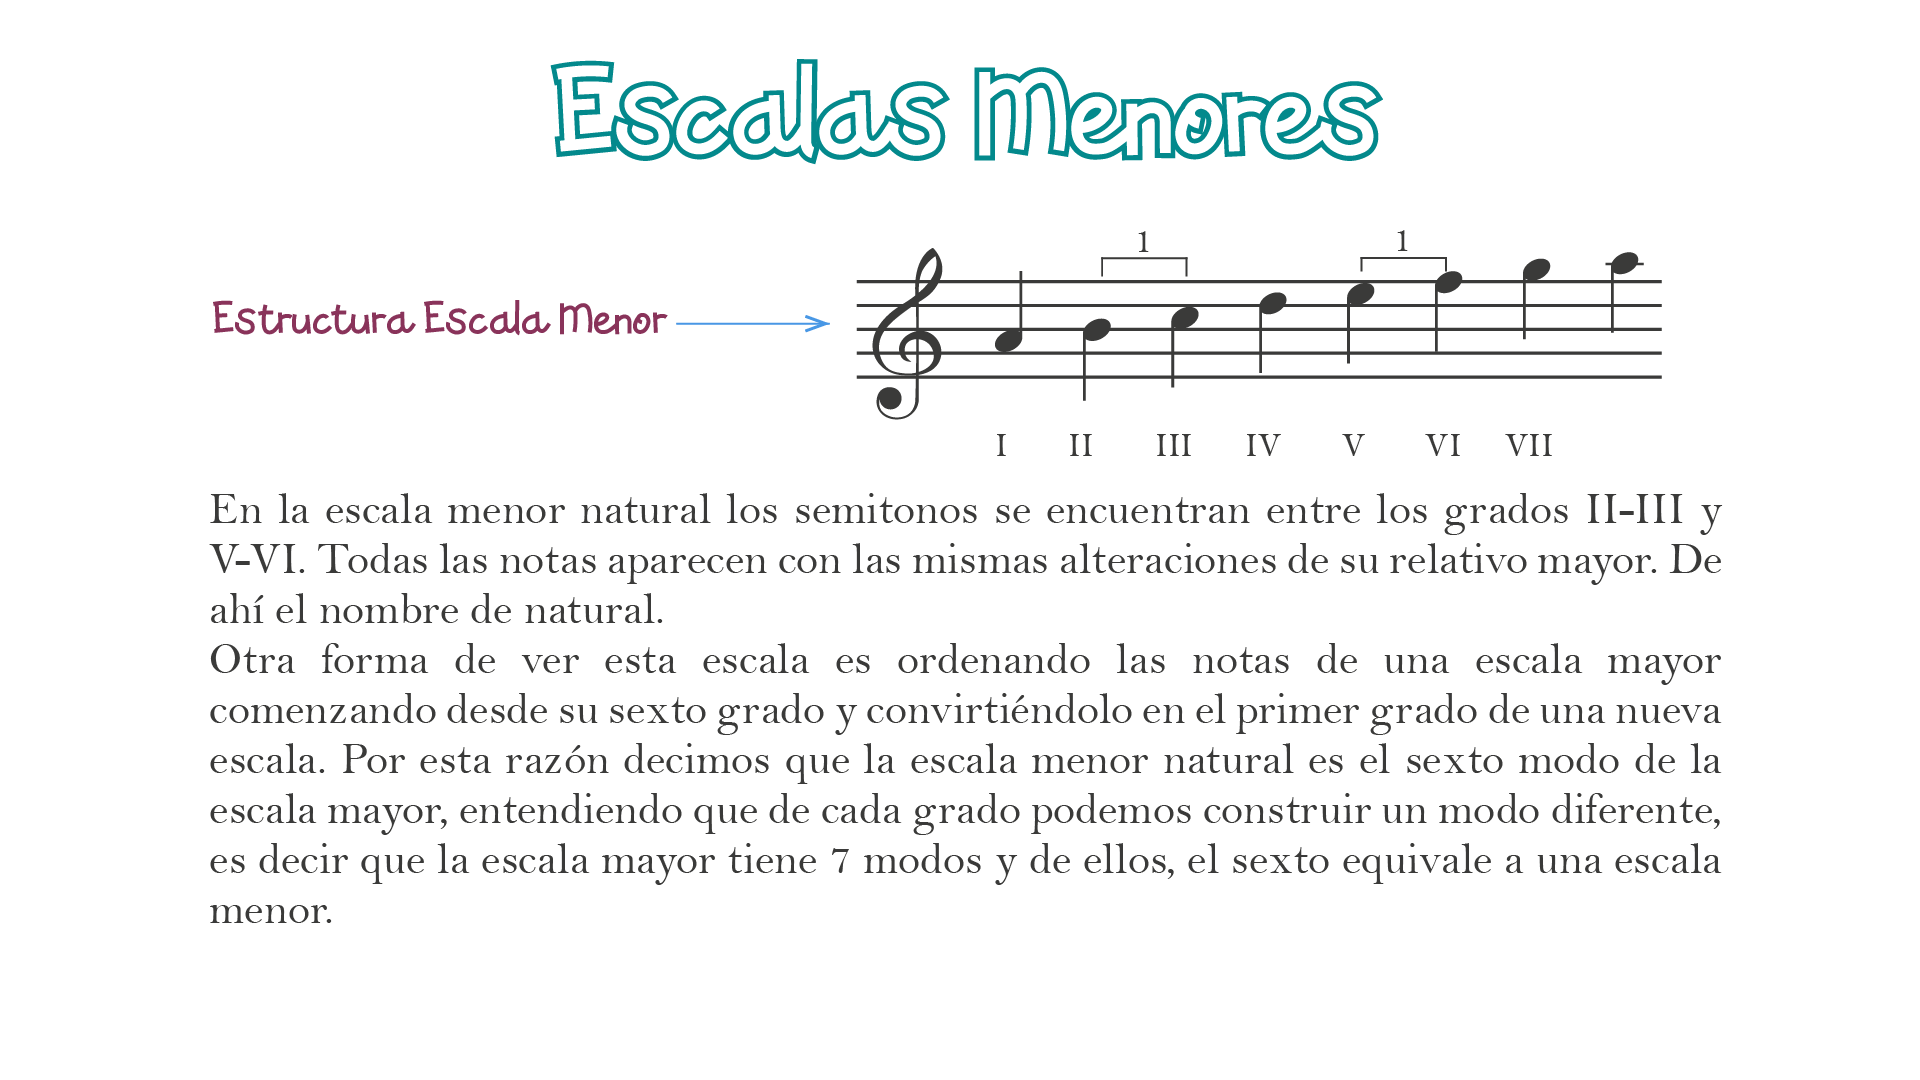 Escalas Menores
1 1
Estructura Escala Menor
I II III IV V VI VII
En la escala menor natural los semitonos se encuentran entre los grados II-III y
V-VI. Todas las notas aparecen con las mismas alteraciones de su relativo mayor. De
ahí el nombre de natural.
Otra forma de ver esta escala es ordenando las notas de una escala mayor
comenzando desde su sexto grado y convirtiéndolo en el primer grado de una nueva
escala. Por esta razón decimos que la escala menor natural es el sexto modo de la
escala mayor, entendiendo que de cada grado podemos construir un modo diferente,
es decir que la escala mayor tiene 7 modos y de ellos, el sexto equivale a una escala
menor.